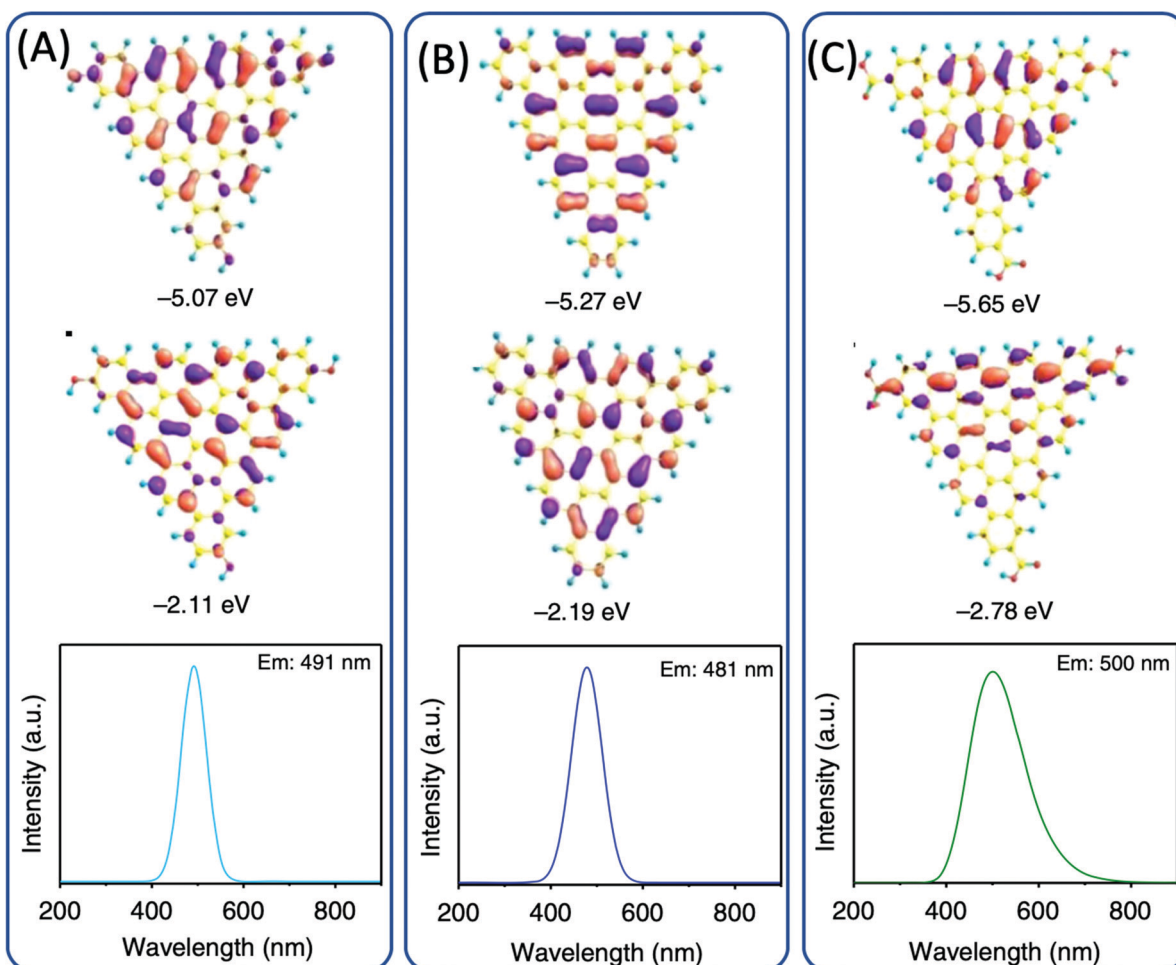 (A)
–5.07 eV
–2.11 eV
Em: 491 nm
Intensity (a.u.)
200 400 600 800
Wavelength (nm)
(B)
–5.27 eV
–2.19 eV
Em: 481 nm
Intensity (a.u.)
200 400 600 800
Wavelength (nm)
(C)
–5.65 eV
–2.78 eV
Em: 500 nm
Intensity (a.u.)
200 400 600 800
Wavelength (nm)